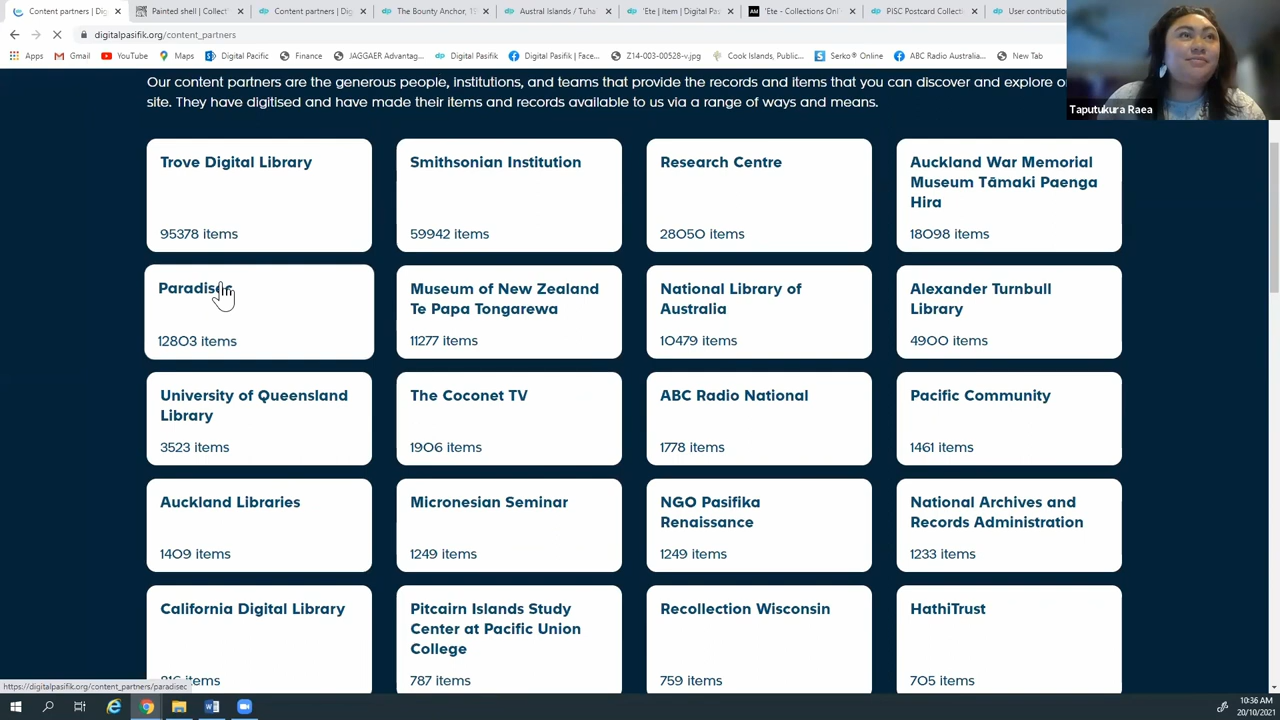 Content partners | Dig
Painted shell | Collect
Content partners | Dig
The Bounty Anchor, 19
Austral Islands / Tuha
'Ete | Item | Digital Pas
'Ete - Collections Onl
PISC Postcard Collecti
User contributio
digitalpasifik.org/content_partners
Apps Gmail YouTube Maps Digital Pacific Finance JAGGAER Advantag... Digital Pasifik Digital Pasifik | Face... Z14-003-00528-v.jpg Cook Islands, Public... Serko® Online ABC Radio Australia... New Tab
Taputukura Raea
Our content partners are the generous people, institutions, and teams that provide the records and items that you can discover and explore o
site. They have digitised and have made their items and records available to us via a range of ways and means.
Trove Digital Library
95378 items
Smithsonian Institution
59942 items
Research Centre
28050 items
Auckland War Memorial
Museum Tāmaki Paenga
Hira
18098 items
Paradisec
12803 items
Museum of New Zealand
Te Papa Tongarewa
11277 items
National Library of
Australia
10479 items
Alexander Turnbull
Library
4900 items
University of Queensland
Library
3523 items
The Coconet TV
1906 items
ABC Radio National
1778 items
Pacific Community
1461 items
Auckland Libraries
1409 items
Micronesian Seminar
1249 items
NGO Pasifika
Renaissance
1249 items
National Archives and
Records Administration
1233 items
California Digital Library
items
Pitcairn Islands Study
Center at Pacific Union
College
787 items
Recollection Wisconsin
759 items
HathiTrust
705 items
https://digitalpasifik.org/content_partners/paradisec
10:36 AM
20/10/2021